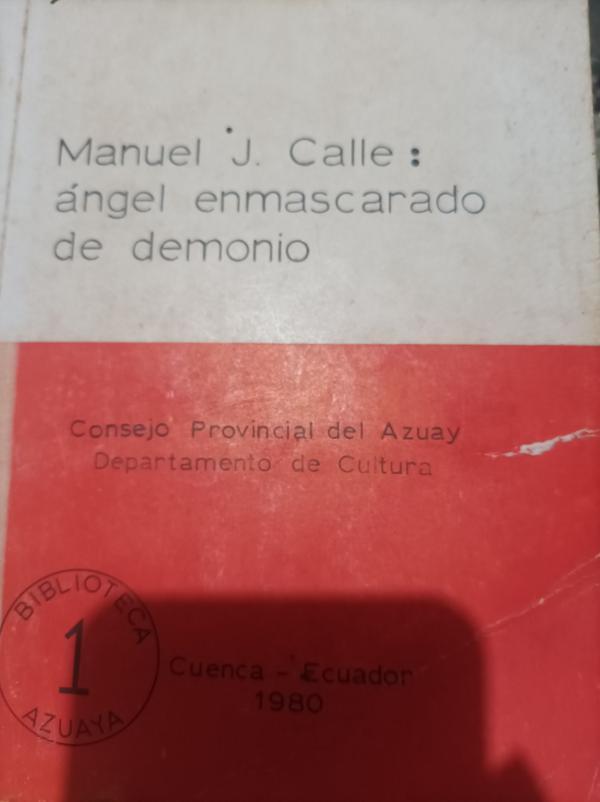 Manuel J. Calle:
ángel enmascarado
de demonio
Consejo Provincial del Azuay
Departamento de Cultura
BIBLIOTECA
1
AZUAYA
Cuenca - Ecuador
1980